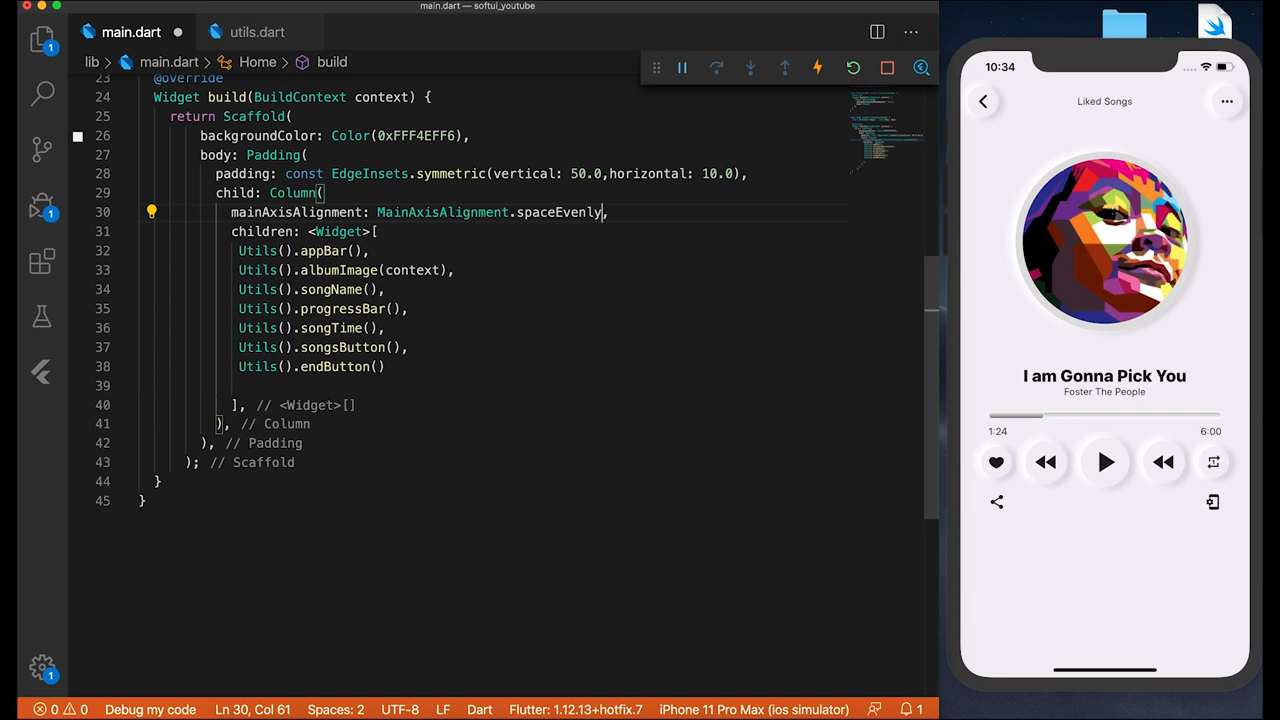 main.dart — softui_youtube
main.dart
utils.dart
lib > main.dart > Home > build
23 @override
24 Widget build(BuildContext context) {
25 return Scaffold(
26 backgroundColor: Color(0xFFF4EFF6),
27 body: Padding(
28 padding: const EdgeInsets.symmetric(vertical: 50.0,horizontal: 10.0),
29 child: Column(
30 mainAxisAlignment: MainAxisAlignment.spaceEvenly,
31 children: <Widget>[
32 Utils().appBar(),
33 Utils().albumImage(context),
34 Utils().songName(),
35 Utils().progressBar(),
36 Utils().songTime(),
37 Utils().songsButton(),
38 Utils().endButton()
39
40 ], // <Widget>[]
41 ), // Column
42 ), // Padding
43 ); // Scaffold
44 }
45 }
1
1
1
0 0 Debug my code Ln 30, Col 61 Spaces: 2 UTF-8 LF Dart Flutter: 1.12.13+hotfix.7 iPhone 11 Pro Max (ios simulator) 1
10:34
Liked Songs
I am Gonna Pick You
Foster The People
1:24 6:00